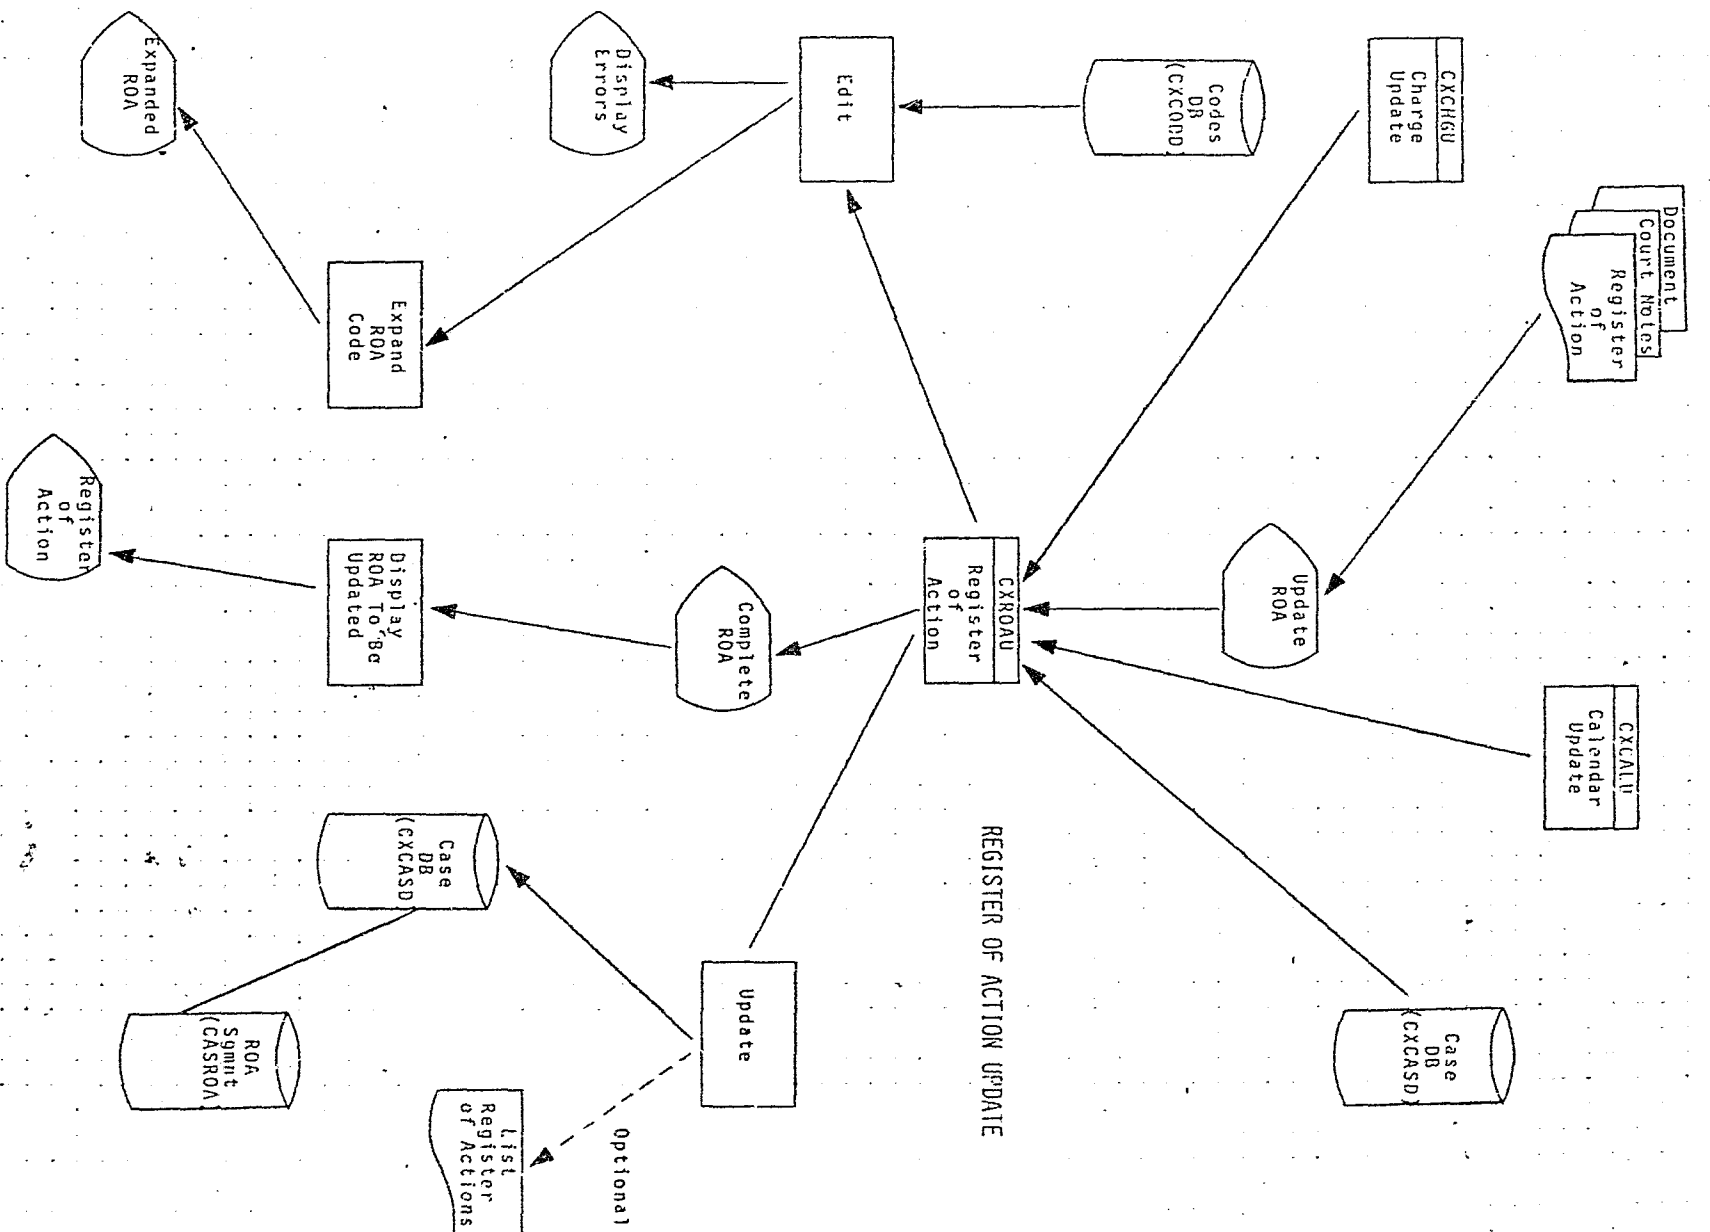 REGISTER OF ACTION UPDATE
CXCHGU
Charge
Update
Document
Court Notes
Register
of
Action
CXCALU
Calendar
Update
Case
DB
(CXCASD)
Codes
DB
(CXCODD)
Update
ROA
Edit
CXROAU
Register
of
Action
Display
Errors
Complete
ROA
Update
Optional
Expand
ROA
Code
Display
ROA To Be
Updated
Case
DB
(CXCASD)
List
Register
of Actions
Expanded
ROA
Register
of
Action
ROA
Sgmnt
(CASROA)